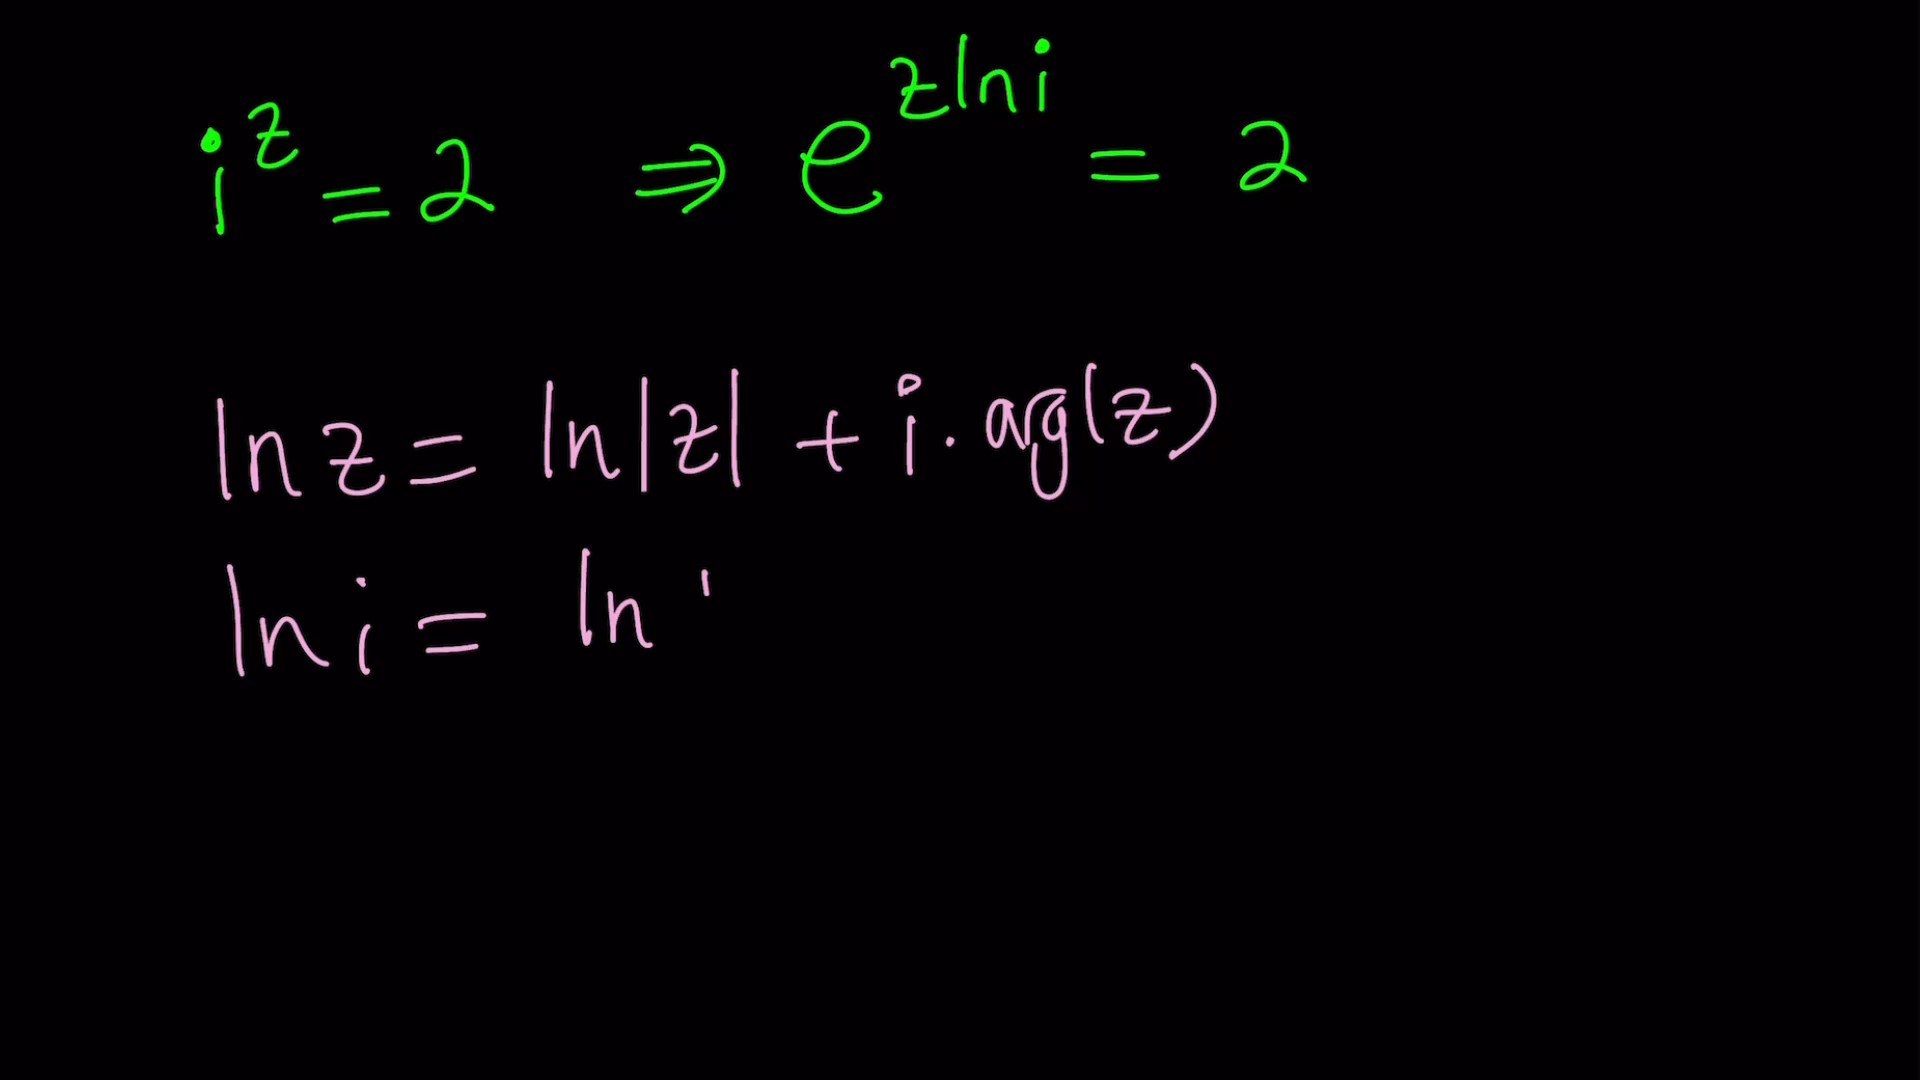 i^z = 2 ⇒ e^{z ln i} = 2
ln z = ln|z| + i · arg(z)
ln i = ln